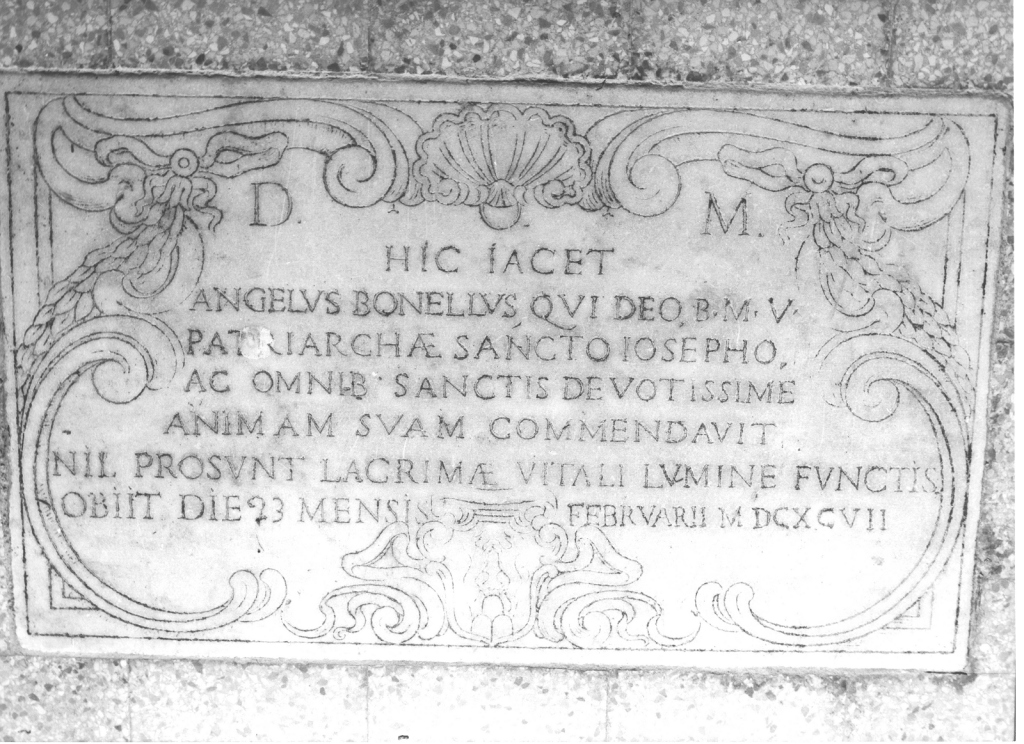 D. M.
HIC IACET
ANGELVS BONELLVS, QVI DEO, B. M. V.
PATRIARCHÆ SANCTO IOSEPHO,
AC OMNIB. SANCTIS DEVOTISSIME
ANIMAM SVAM COMMENDAVIT
NIL PROSVNT LACRIMÆ VITALI LVMINE FVNCTIS
OBIIT DIE 23 MENSIS FEBRVARII M DCXCVII